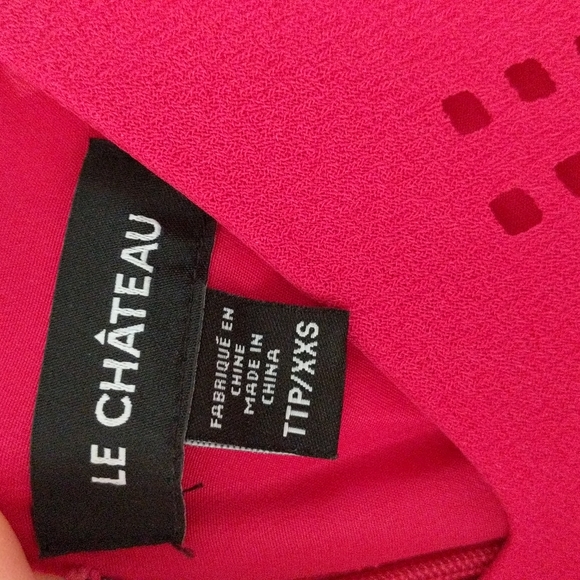 LE CHÂTEAU
FABRIQUÉ EN
CHINE
MADE IN
CHINA
TTP/XXS